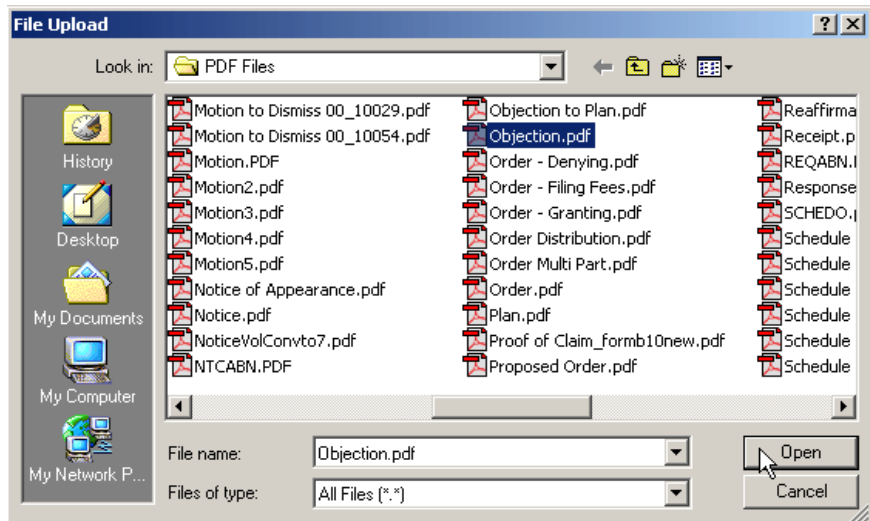 File Upload
Look in: PDF Files
History
Desktop
My Documents
My Computer
My Network P...
Motion to Dismiss 00_10029.pdf
Motion to Dismiss 00_10054.pdf
Motion.PDF
Motion2.pdf
Motion3.pdf
Motion4.pdf
Motion5.pdf
Notice of Appearance.pdf
Notice.pdf
NoticeVolConvto7.pdf
NTCABN.PDF
Objection to Plan.pdf
Objection.pdf
Order - Denying.pdf
Order - Filing Fees.pdf
Order - Granting.pdf
Order Distribution.pdf
Order Multi Part.pdf
Order.pdf
Plan.pdf
Proof of Claim_formb10new.pdf
Proposed Order.pdf
Reaffirma
Receipt.p
REQABN.
Response
SCHEDO.
Schedule
Schedule
Schedule
Schedule
Schedule
Schedule
File name: Objection.pdf
Open
Files of type: All Files (*.*)
Cancel